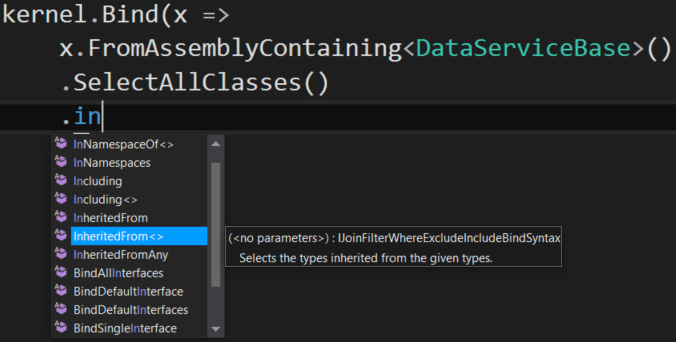 kernel.Bind(x =>
x.FromAssemblyContaining<DataServiceBase>()
.SelectAllClasses()
.in
InNamespaceOf<>
InNamespaces
Including
Including<>
InheritedFrom
InheritedFrom<>
(<no parameters>) : IJoinFilterWhereExcludeIncludeBindSyntax
Selects the types inherited from the given types.
InheritedFromAny
BindAllInterfaces
BindDefaultInterface
BindDefaultInterfaces
BindSingleInterface